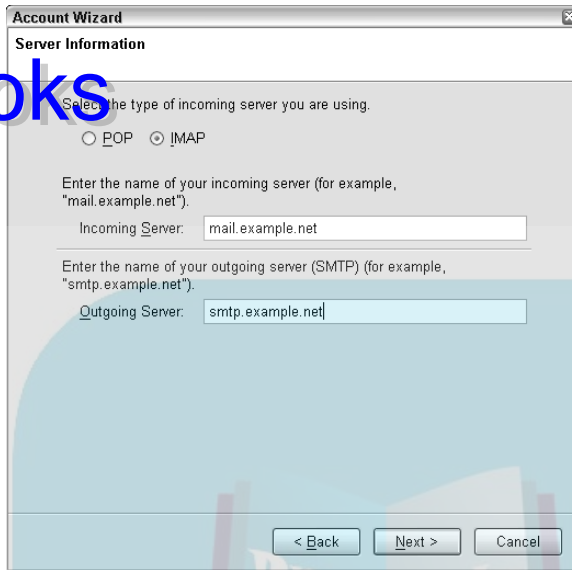 Account Wizard
Server Information
oks
Select the type of incoming server you are using.
POP IMAP
Enter the name of your incoming server (for example,
"mail.example.net").
Incoming Server: mail.example.net
Enter the name of your outgoing server (SMTP) (for example,
"smtp.example.net").
Outgoing Server: smtp.example.net
< Back Next > Cancel